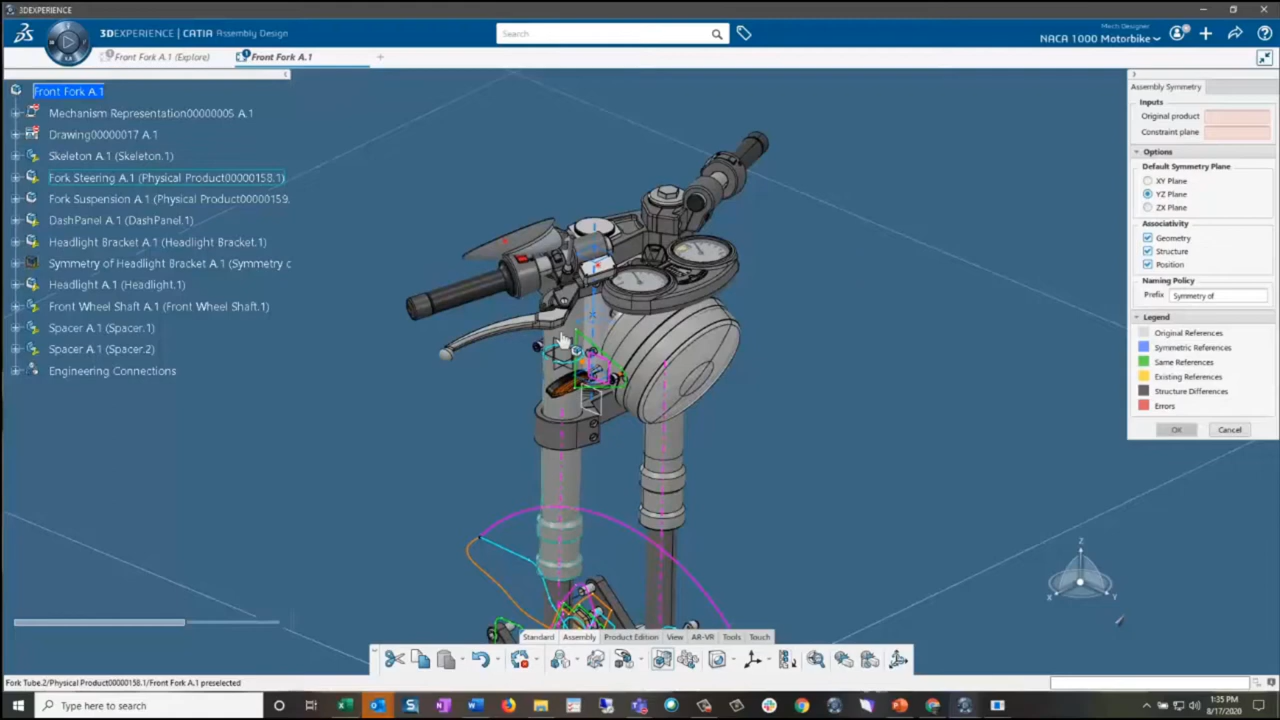 3DEXPERIENCE
3DEXPERIENCE | CATIA Assembly Design
Search
Mech Designer
NACA 1000 Motorbike
Front Fork A.1 (Explore)
Front Fork A.1
Front Fork A.1
Mechanism Representation00000005 A.1
Drawing00000017 A.1
Skeleton A.1 (Skeleton.1)
Fork Steering A.1 (Physical Product00000158.1)
Fork Suspension A.1 (Physical Product00000159.
DashPanel A.1 (DashPanel.1)
Headlight Bracket A.1 (Headlight Bracket.1)
Symmetry of Headlight Bracket A.1 (Symmetry c
Headlight A.1 (Headlight.1)
Front Wheel Shaft A.1 (Front Wheel Shaft.1)
Spacer A.1 (Spacer.1)
Spacer A.1 (Spacer.2)
Engineering Connections
Assembly Symmetry
Inputs
Original product
Constraint plane
Options
Default Symmetry Plane
XY Plane
YZ Plane
ZX Plane
Associativity
Geometry
Structure
Position
Naming Policy
Prefix Symmetry of
Legend
Original References
Symmetric References
Same References
Existing References
Structure Differences
Errors
OK Cancel
Z
X Y
Standard Assembly Product Edition View AR-VR Tools Touch
Fork Tube.2/Physical Product00000158.1/Front Fork A.1 preselected
Type here to search
1:35 PM
8/17/2020